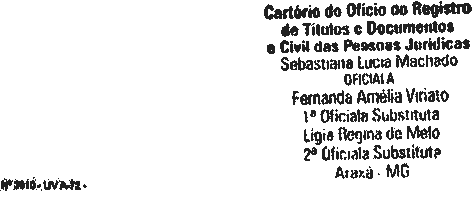 Cartório do Ofício do Registro
de Títulos e Documentos
e Civil das Pessoas Jurídicas
Sebastiana Lucia Machado
OFICIALA
Fernanda Amélia Viriato
1ª Oficiala Substituta
Ligia Regina de Melo
2ª Oficiala Substituta
Araxá - MG